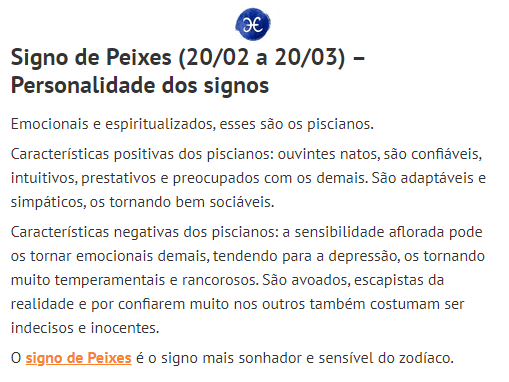 Signo de Peixes (20/02 a 20/03) –
Personalidade dos signos
Emocionais e espiritualizados, esses são os piscianos.
Características positivas dos piscianos: ouvintes natos, são confiáveis,
intuitivos, prestativos e preocupados com os demais. São adaptáveis e
simpáticos, os tornando bem sociáveis.
Características negativas dos piscianos: a sensibilidade aflorada pode
os tornar emocionais demais, tendendo para a depressão, os tornando
muito temperamentais e rancorosos. São avoados, escapistas da
realidade e por confiarem muito nos outros também costumam ser
indecisos e inocentes.
O signo de Peixes é o signo mais sonhador e sensível do zodíaco.